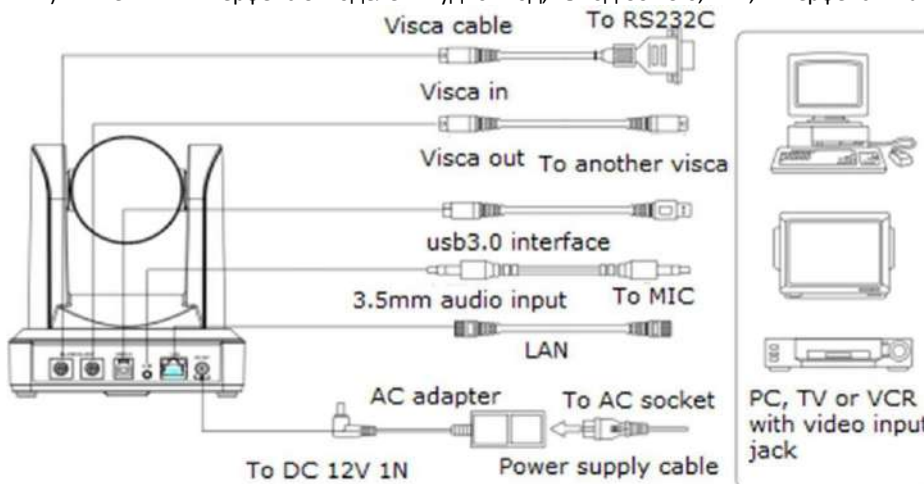 Visca cable
To RS232C
Visca in
Visca out
To another visca
usb3.0 interface
3.5mm audio input
To MIC
LAN
AC adapter
To AC socket
To DC 12V 1N
Power supply cable
PC, TV or VCR
with video input
jack